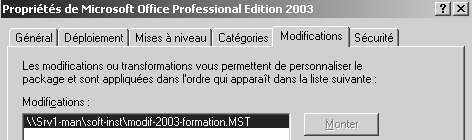 Propriétés de Microsoft Office Professional Edition 2003
Général Déploiement Mises à niveau Catégories Modifications Sécurité
Les modifications ou transformations vous permettent de personnaliser le
package et sont appliquées dans l'ordre qui apparaît dans la liste suivante :
Modifications :
\\Srv1-man\soft-inst\modif-2003-formation.MST
Monter